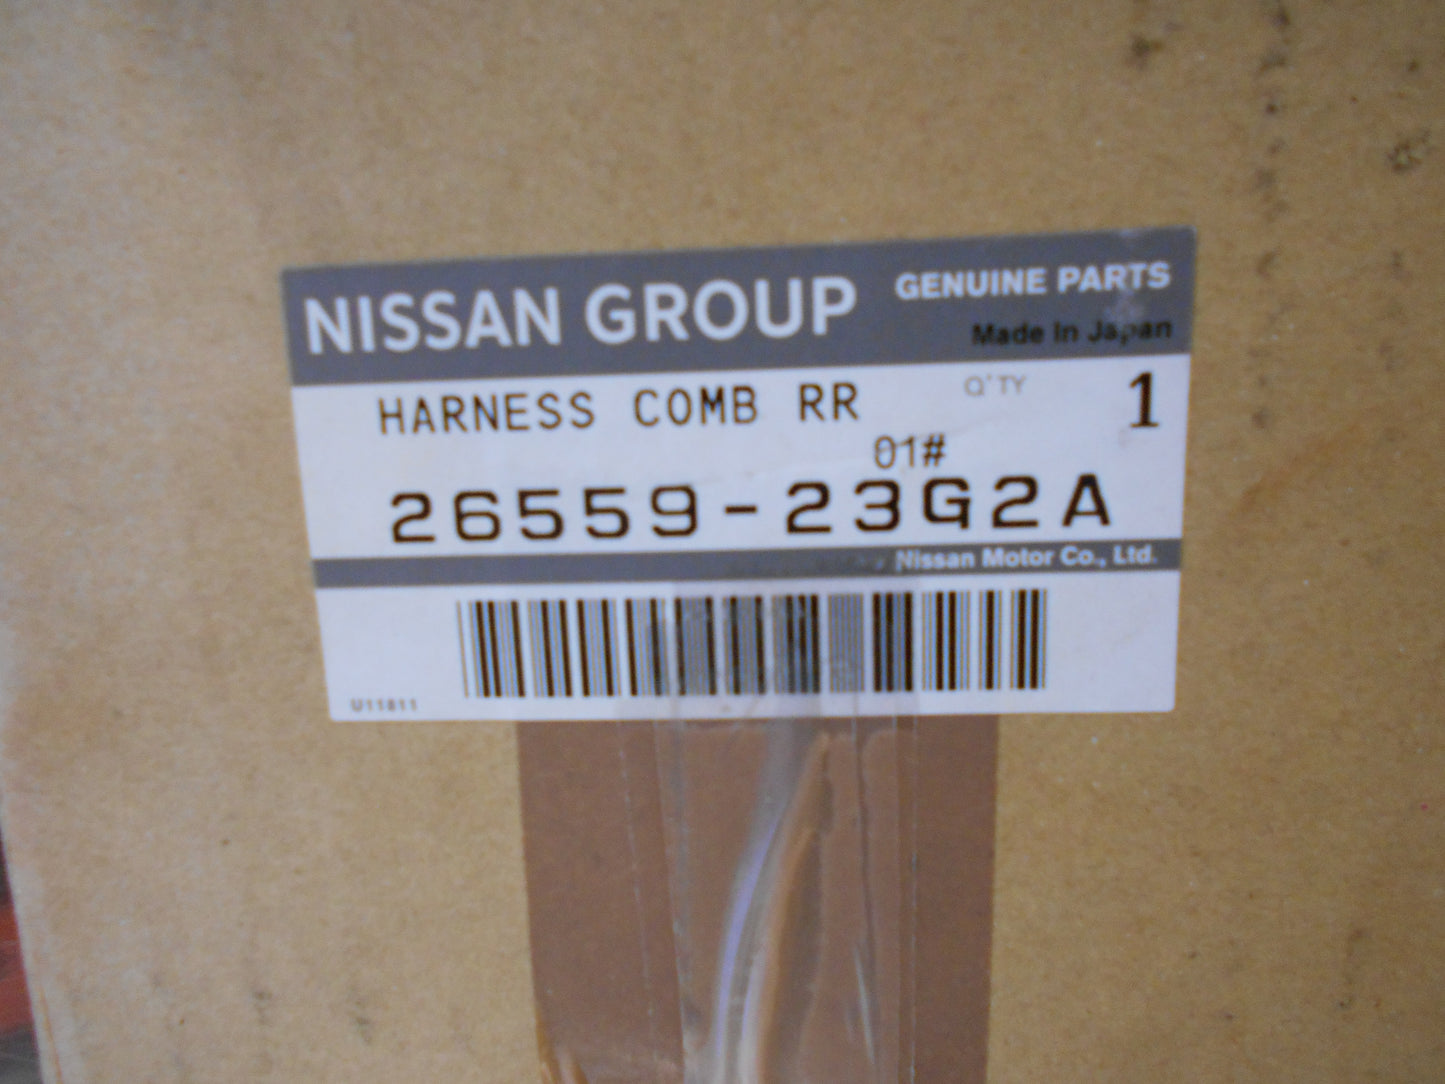 NISSAN GROUP GENUINE PARTS
Made In Japan
HARNESS COMB RR Q'TY 1
01#
26559-23G2A
Nissan Motor Co., Ltd.
U11811